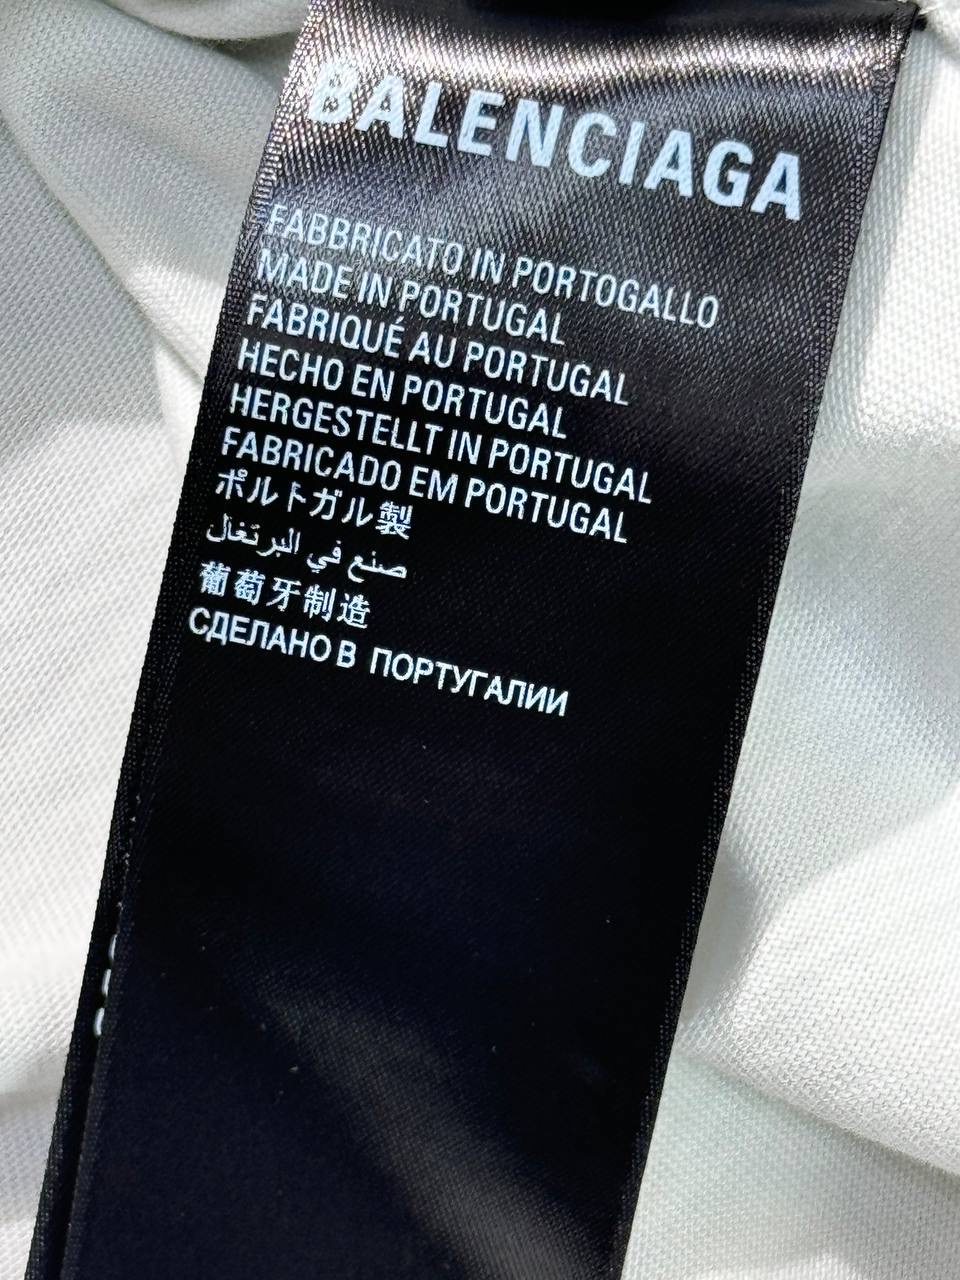 BALENCIAGA
FABBRICATO IN PORTOGALLO
MADE IN PORTUGAL
FABRIQUÉ AU PORTUGAL
HECHO EN PORTUGAL
HERGESTELLT IN PORTUGAL
FABRICADO EM PORTUGAL
ポルトガル製
صنع في البرتغال
葡萄牙制造
СДЕЛАНО В ПОРТУГАЛИИ